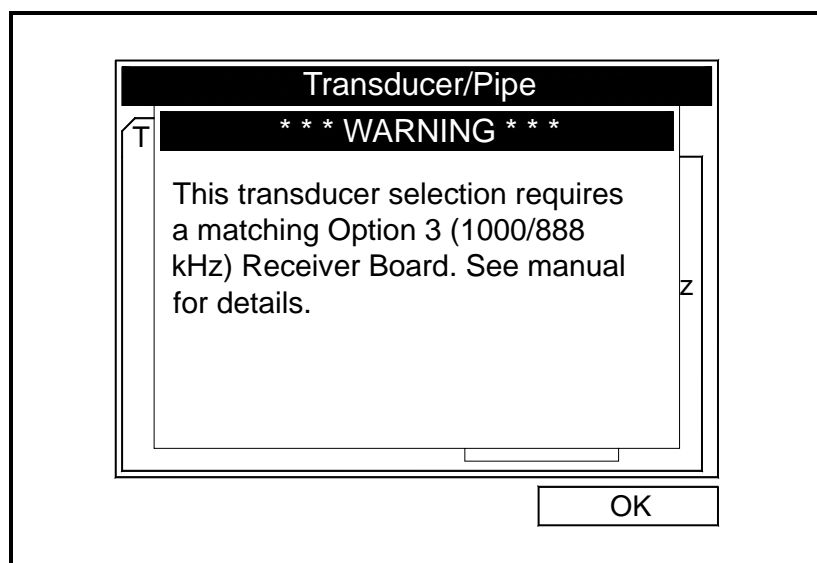 Transducer/Pipe
T
* * * WARNING * * *
This transducer selection requires
a matching Option 3 (1000/888
kHz) Receiver Board. See manual
for details.
z
OK